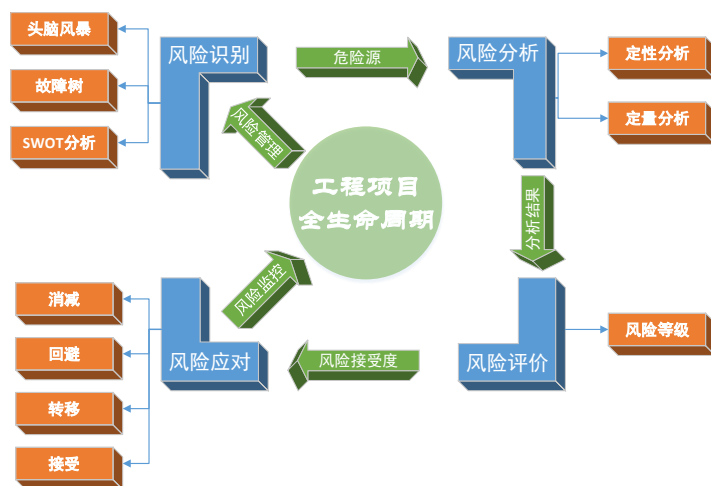 头脑风暴
故障树
SWOT分析
风险识别
危险源
风险分析
定性分析
定量分析
风险管理
工程项目
全生命周期
分析结果
风险监控
消减
回避
转移
接受
风险应对
风险接受度
风险评价
风险等级